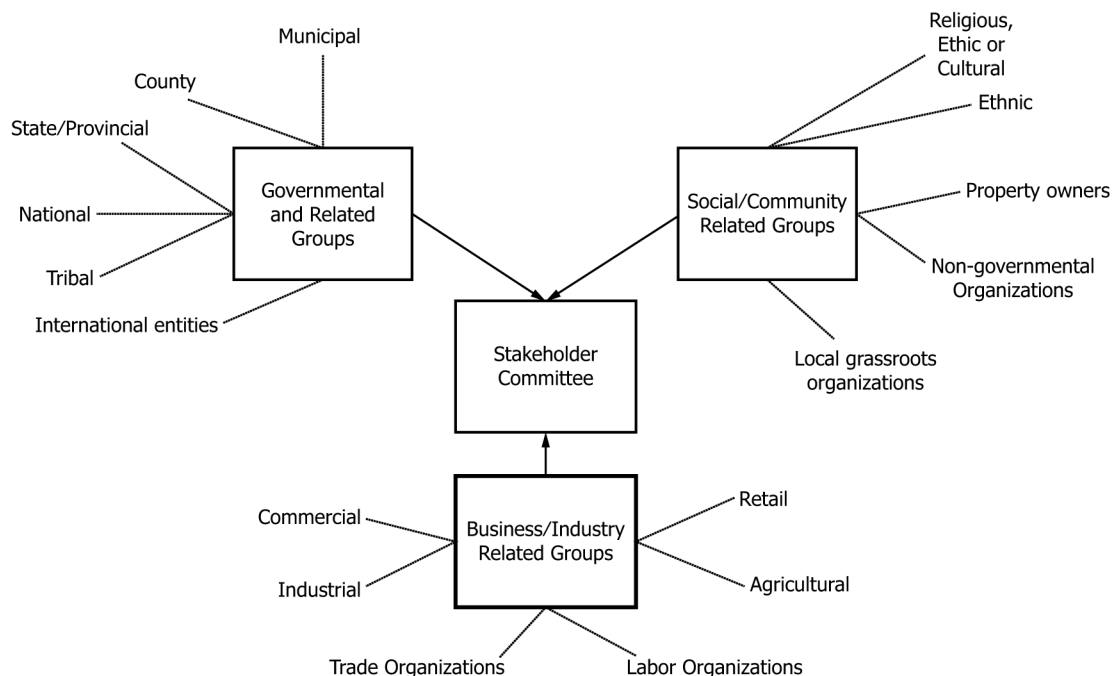 Municipal
County
State/Provincial
National
Tribal
International entities
Governmental
and Related
Groups
Religious,
Ethic or
Cultural
Ethnic
Property owners
Non-governmental
Organizations
Local grassroots
organizations
Social/Community
Related Groups
Stakeholder
Committee
Business/Industry
Related Groups
Commercial
Industrial
Trade Organizations
Labor Organizations
Retail
Agricultural